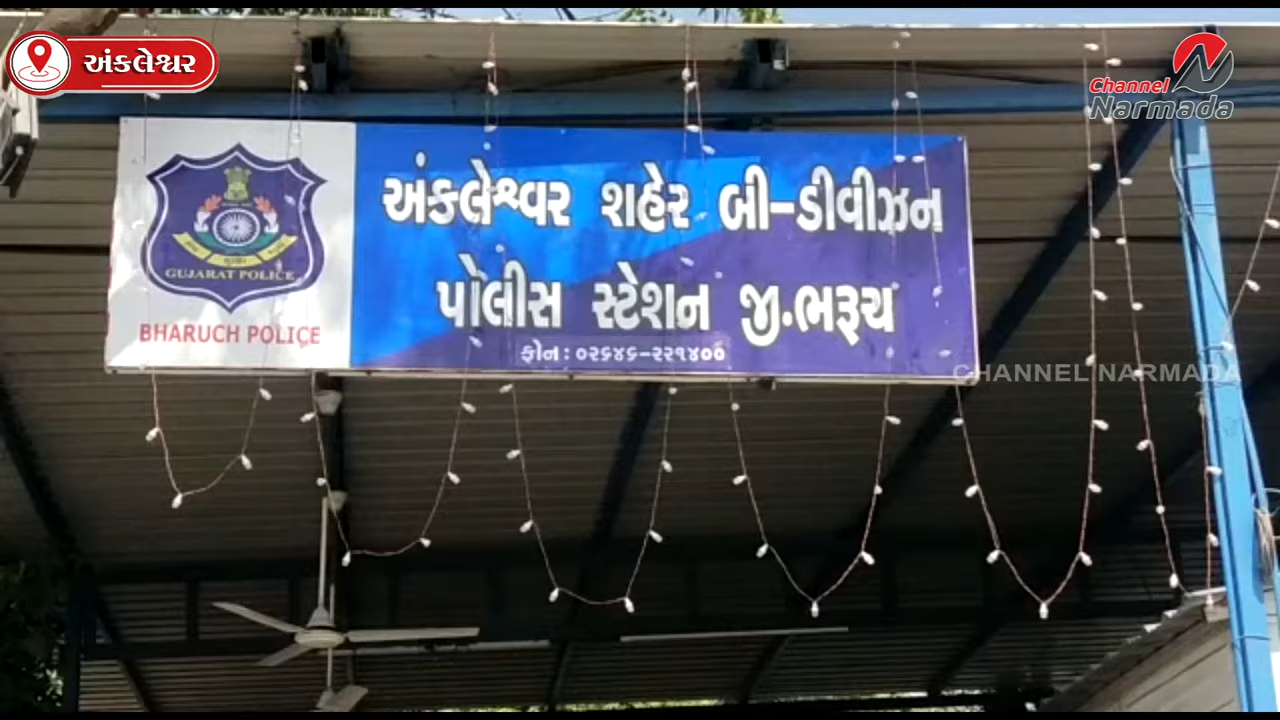 અંકલેશ્વર
Channel
Narmada
અંકલેશ્વર શહેર બી-ડીવીઝન
પોલીસ સ્ટેશન જી.ભરૂચ
ફોન : ૦૨૬૪૬-૨૨૧૪૦૦
GUJARAT POLICE
BHARUCH POLICE
CHANNEL NARMADA